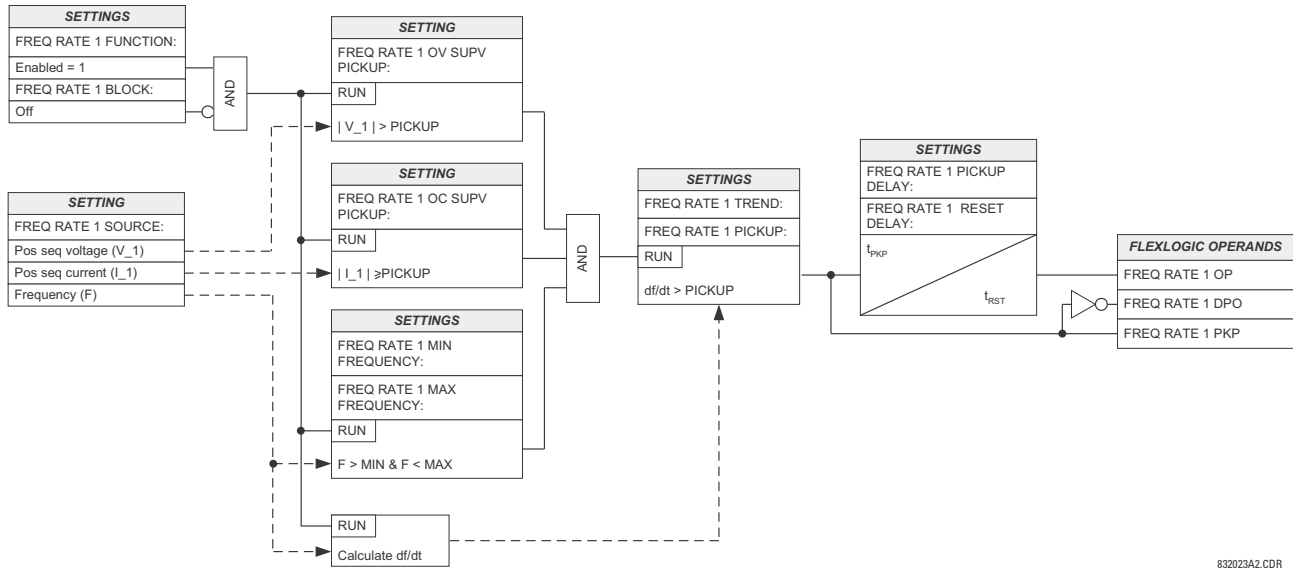 SETTINGS
FREQ RATE 1 FUNCTION:
Enabled = 1
FREQ RATE 1 BLOCK:
Off
AND
SETTING
FREQ RATE 1 SOURCE:
Pos seq voltage (V_1)
Pos seq current (I_1)
Frequency (F)
SETTING
FREQ RATE 1 OV SUPV
PICKUP:
RUN
| V_1 | > PICKUP
SETTING
FREQ RATE 1 OC SUPV
PICKUP:
RUN
| I_1 | ⩾PICKUP
SETTINGS
FREQ RATE 1 MIN
FREQUENCY:
FREQ RATE 1 MAX
FREQUENCY:
RUN
F > MIN & F < MAX
RUN
Calculate df/dt
AND
SETTINGS
FREQ RATE 1 TREND:
FREQ RATE 1 PICKUP:
RUN
df/dt > PICKUP
SETTINGS
FREQ RATE 1 PICKUP
DELAY:
FREQ RATE 1 RESET
DELAY:
tPKP
tRST
FLEXLOGIC OPERANDS
FREQ RATE 1 OP
FREQ RATE 1 DPO
FREQ RATE 1 PKP
832023A2.CDR